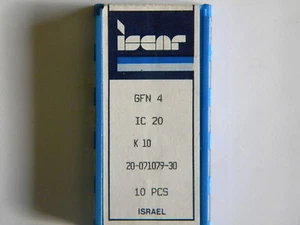 iscar
GFN 4
IC 20
K 10
20-071079-30
10 PCS
ISRAEL